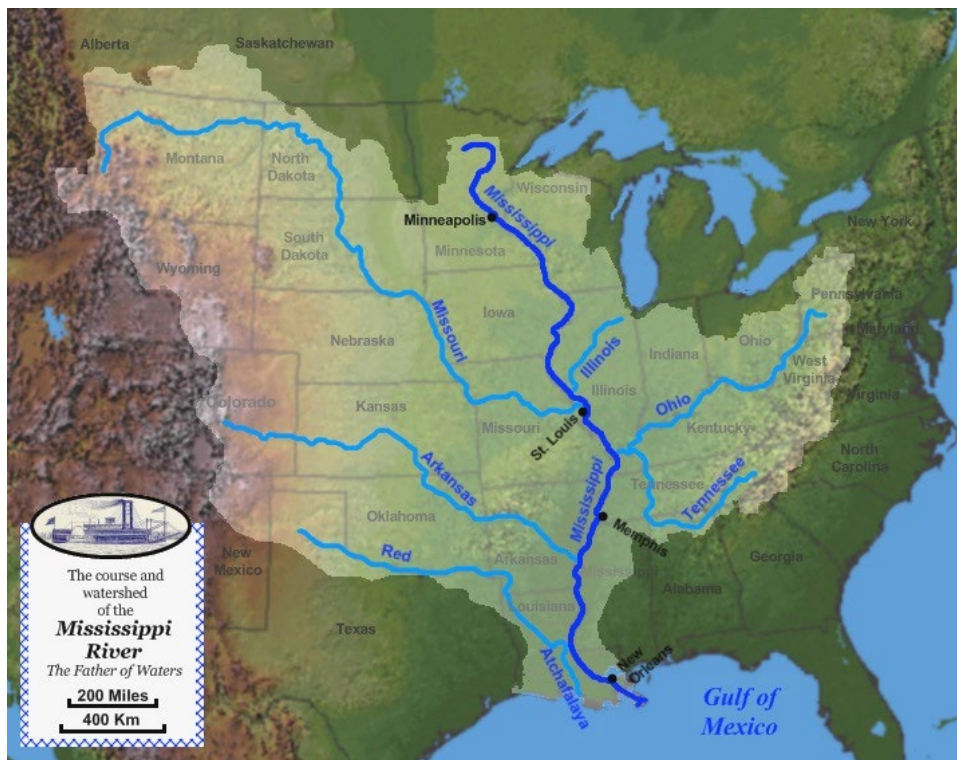 Alberta
Saskatchewan
Montana
North
Dakota
Wisconsin
Mississippi
Minneapolis
New York
South
Dakota
Minnesota
Wyoming
Pennsylvania
Iowa
Missouri
Maryland
Nebraska
Illinois
Indiana
Ohio
West
Virginia
Illinois
Virginia
Colorado
Kansas
Ohio
Missouri
St. Louis
Kentucky
North
Carolina
Arkansas
Mississippi
Tennessee
Tennessee
Oklahoma
Memphis
Red
New
Mexico
Arkansas
Mississippi
Georgia
Alabama
Louisiana
Texas
New
Orleans
Atchafalaya
Gulf of
Mexico
The course and
watershed
of the
Mississippi
River
The Father of Waters
200 Miles
400 Km